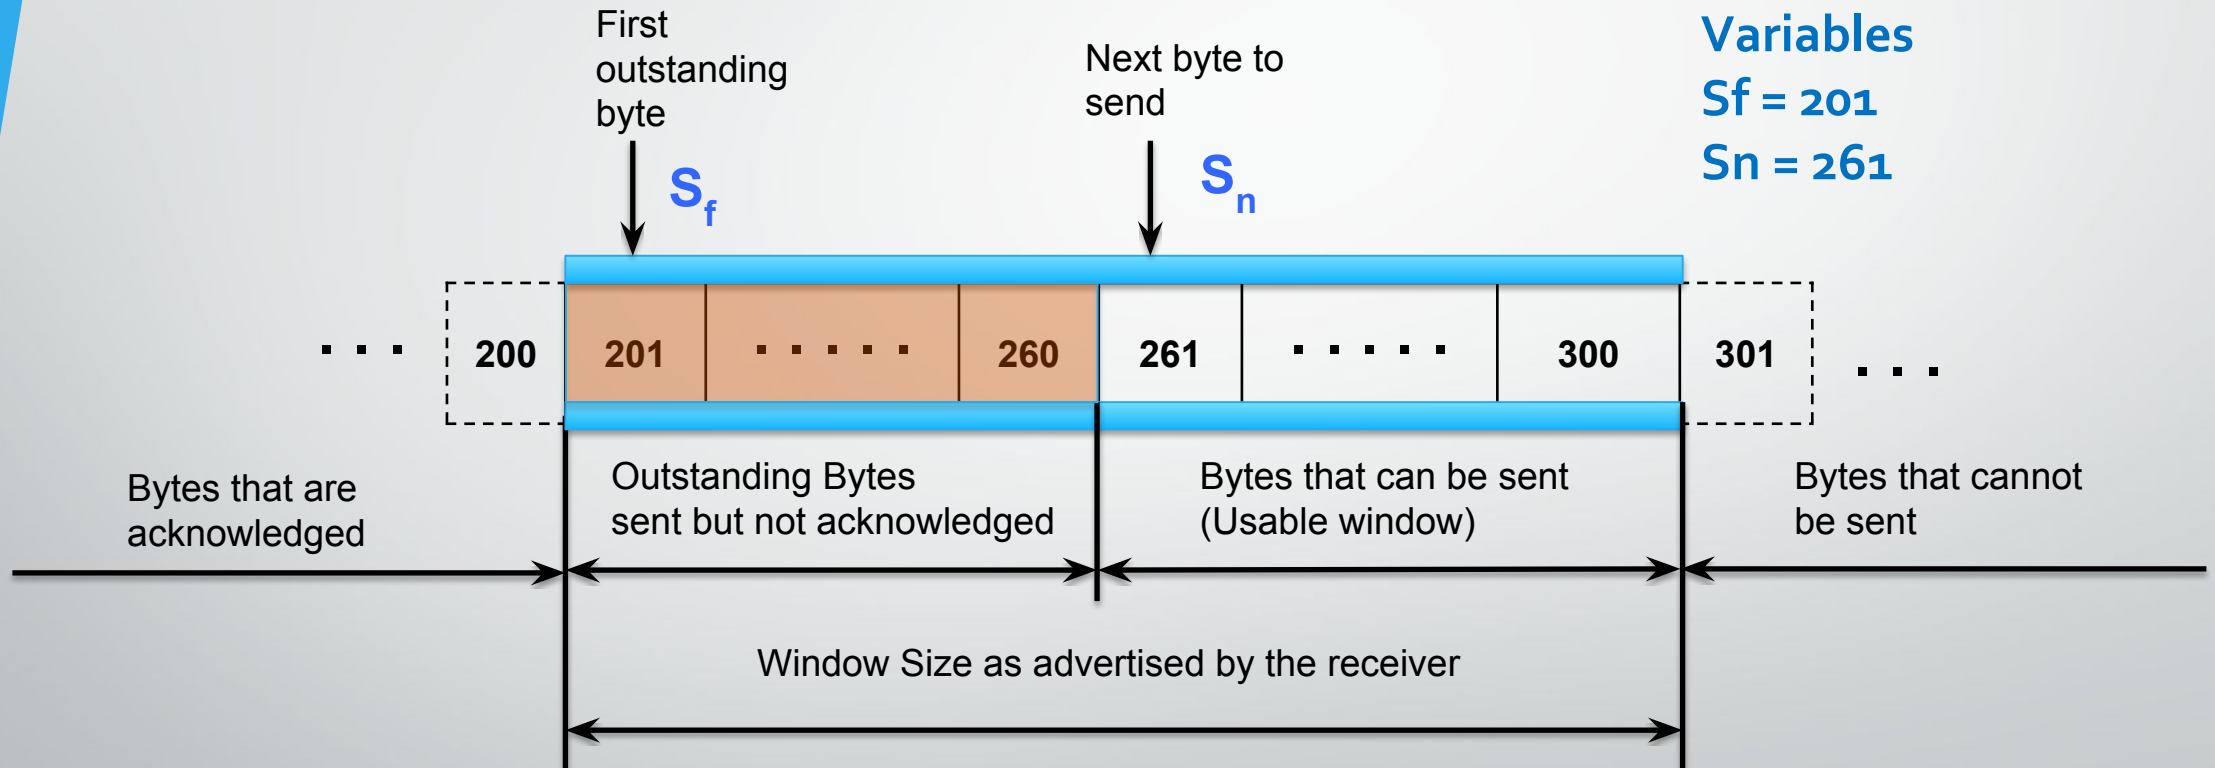 First
outstanding
byte
Next byte to
send
Variables
Sf = 201
Sn = 261
Sf
Sn
. . .
200
201
. . . . .
260
261
. . . . .
300
301
. . .
Bytes that are
acknowledged
Outstanding Bytes
sent but not acknowledged
Bytes that can be sent
(Usable window)
Bytes that cannot
be sent
Window Size as advertised by the receiver